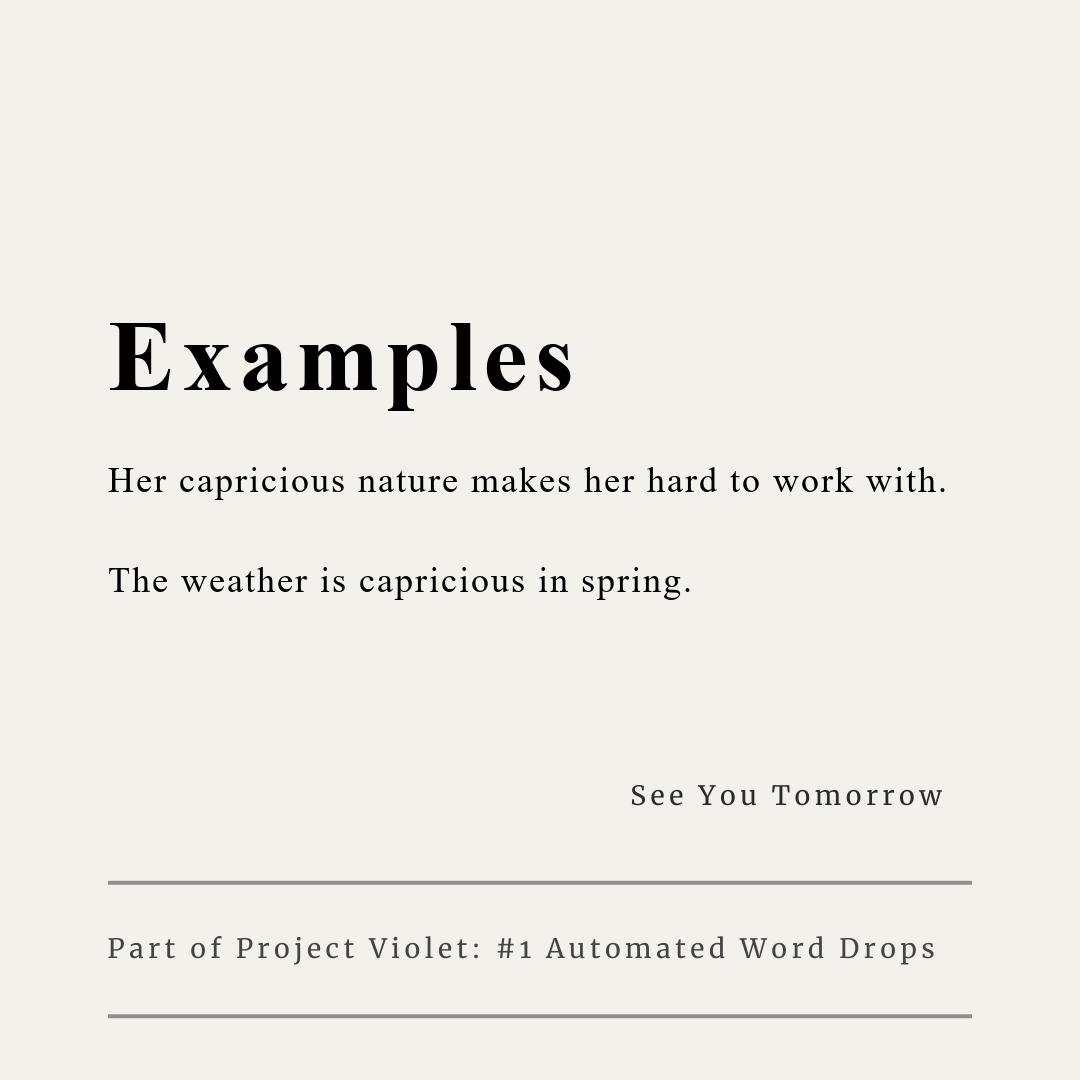 Examples
Her capricious nature makes her hard to work with.
The weather is capricious in spring.
See You Tomorrow
Part of Project Violet: #1 Automated Word Drops